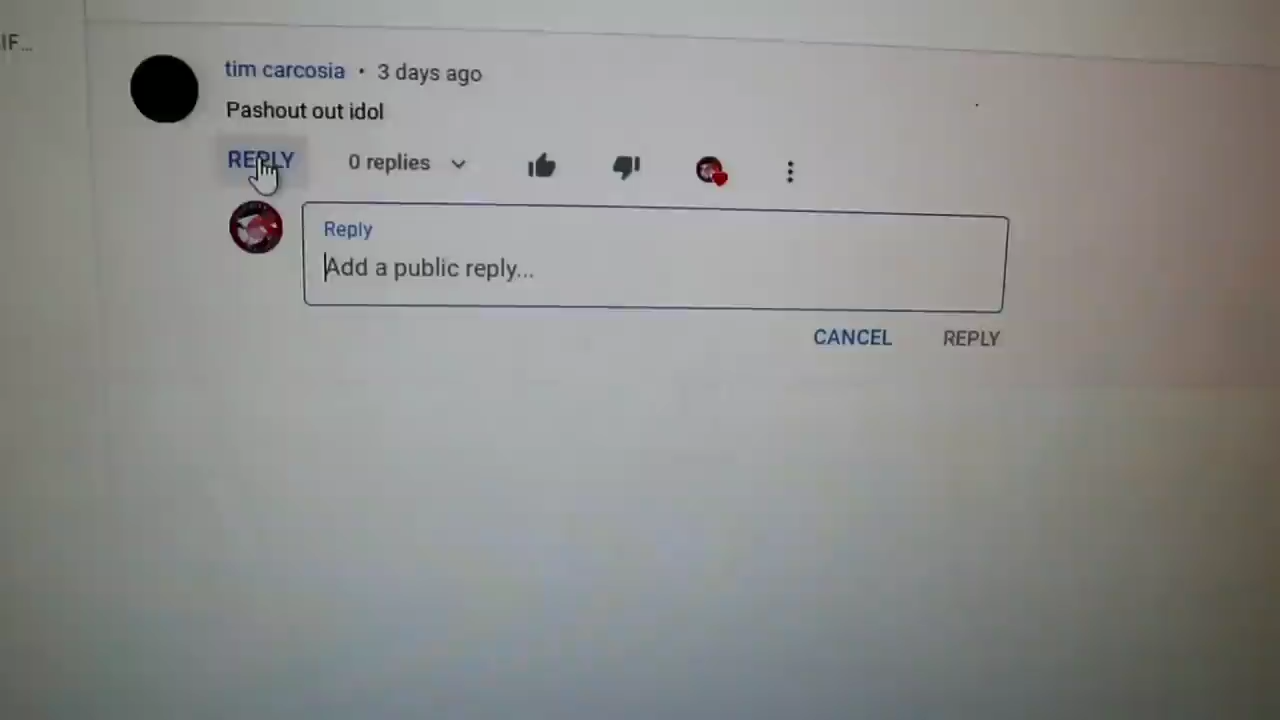 IF...
tim carcosia • 3 days ago
Pashout out idol
REPLY 0 replies
Reply
Add a public reply...
CANCEL REPLY